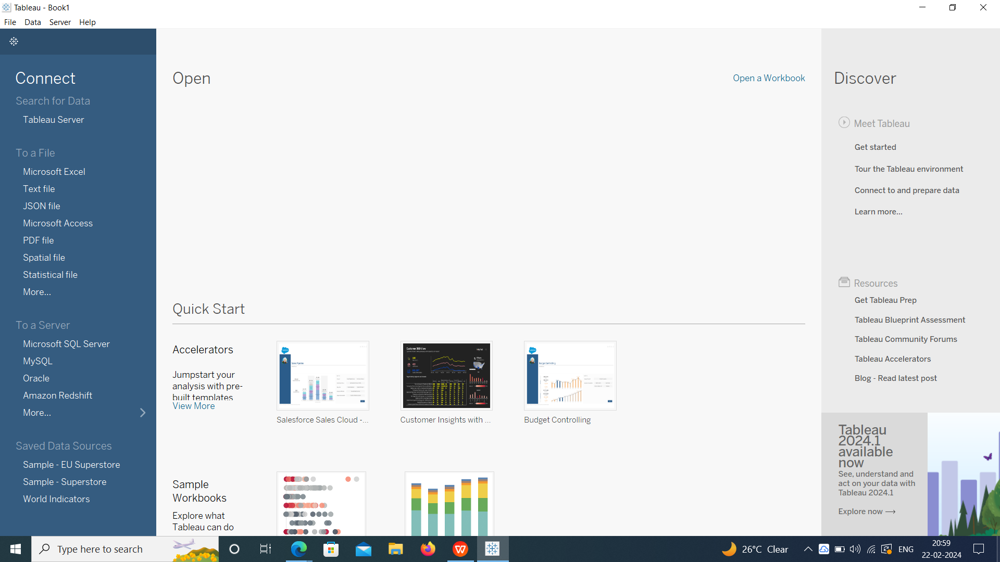 Tableau - Book1
File Data Server Help
Connect
Search for Data
Tableau Server
To a File
Microsoft Excel
Text file
JSON file
Microsoft Access
PDF file
Spatial file
Statistical file
More...
To a Server
Microsoft SQL Server
MySQL
Oracle
Amazon Redshift
More...
Saved Data Sources
Sample - EU Superstore
Sample - Superstore
World Indicators
Open
Open a Workbook
Quick Start
Accelerators
Jumpstart your
analysis with pre-
built templates
View More
Sales Pipeline
Customer 360 View
Budget Controlling
Salesforce Sales Cloud -...
Customer Insights with ...
Budget Controlling
Sample
Workbooks
Explore what
Tableau can do
Discover
Meet Tableau
Get started
Tour the Tableau environment
Connect to and prepare data
Learn more...
Resources
Get Tableau Prep
Tableau Blueprint Assessment
Tableau Community Forums
Tableau Accelerators
Blog - Read latest post
Tableau
2024.1
available
now
See, understand and
act on your data with
Tableau 2024.1
Explore now →
Type here to search
26°C Clear
ENG
20:59
22-02-2024